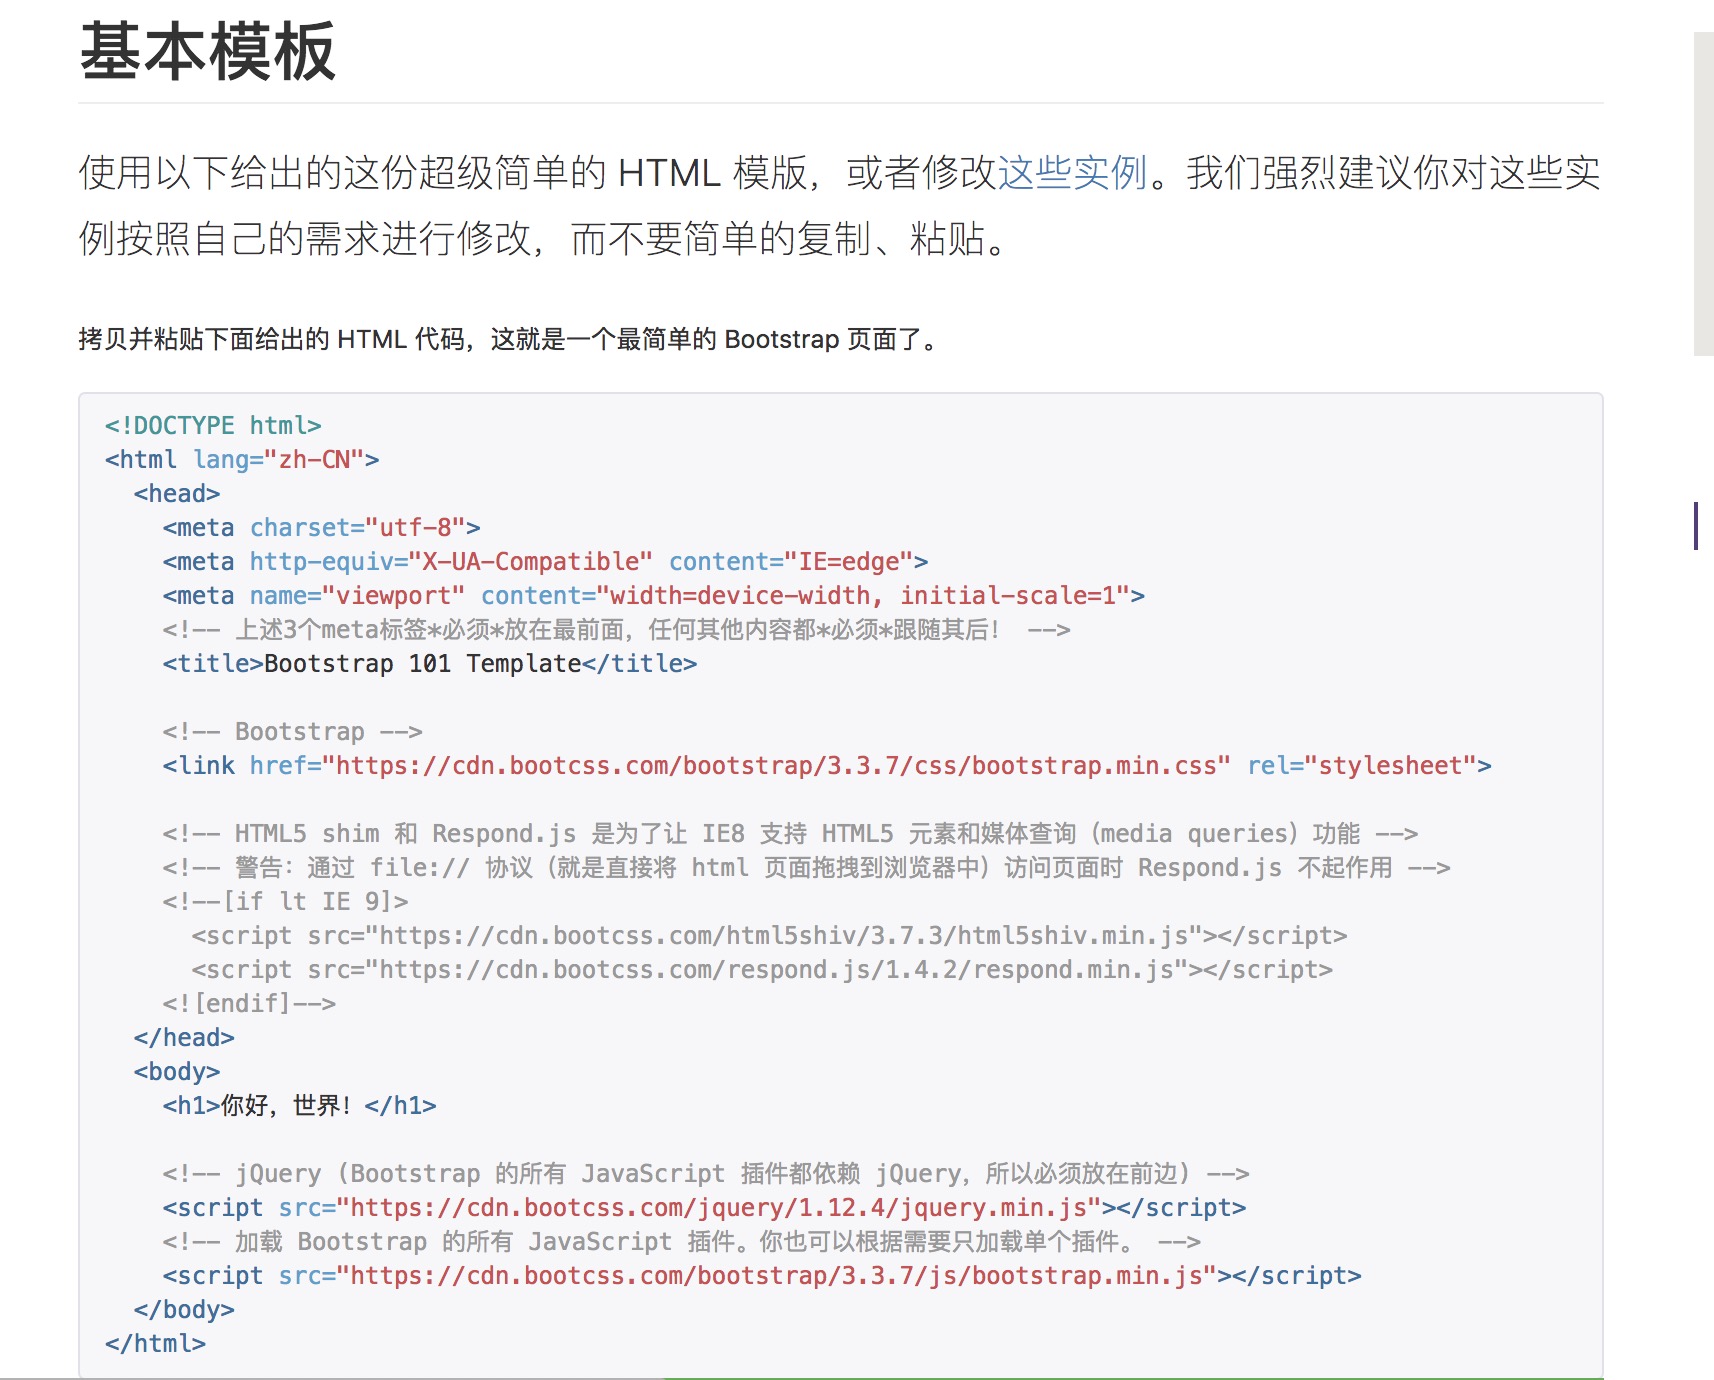 基本模板
使用以下给出的这份超级简单的 HTML 模版，或者修改这些实例。我们强烈建议你对这些实
例按照自己的需求进行修改，而不要简单的复制、粘贴。
拷贝并粘贴下面给出的 HTML 代码，这就是一个最简单的 Bootstrap 页面了。
<!DOCTYPE html>
<html lang="zh-CN">
  <head>
    <meta charset="utf-8">
    <meta http-equiv="X-UA-Compatible" content="IE=edge">
    <meta name="viewport" content="width=device-width, initial-scale=1">
    <!-- 上述3个meta标签*必须*放在最前面，任何其他内容都*必须*跟随其后！ -->
    <title>Bootstrap 101 Template</title>
    <!-- Bootstrap -->
    <link href="https://cdn.bootcss.com/bootstrap/3.3.7/css/bootstrap.min.css" rel="stylesheet">
    <!-- HTML5 shim 和 Respond.js 是为了让 IE8 支持 HTML5 元素和媒体查询（media queries）功能 -->
    <!-- 警告：通过 file:// 协议（就是直接将 html 页面拖拽到浏览器中）访问页面时 Respond.js 不起作用 -->
    <!--[if lt IE 9]>
      <script src="https://cdn.bootcss.com/html5shiv/3.7.3/html5shiv.min.js"></script>
      <script src="https://cdn.bootcss.com/respond.js/1.4.2/respond.min.js"></script>
    <![endif]-->
  </head>
  <body>
    <h1>你好，世界！</h1>
    <!-- jQuery (Bootstrap 的所有 JavaScript 插件都依赖 jQuery，所以必须放在前边) -->
    <script src="https://cdn.bootcss.com/jquery/1.12.4/jquery.min.js"></script>
    <!-- 加载 Bootstrap 的所有 JavaScript 插件。你也可以根据需要只加载单个插件。 -->
    <script src="https://cdn.bootcss.com/bootstrap/3.3.7/js/bootstrap.min.js"></script>
  </body>
</html>